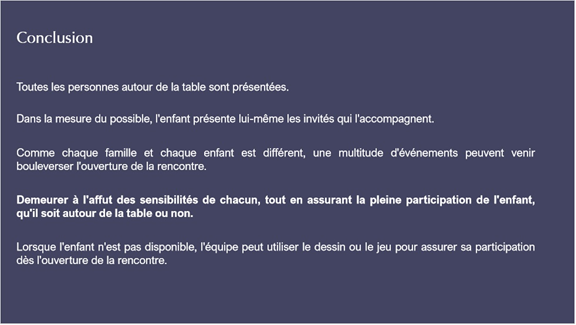 Conclusion
Toutes les personnes autour de la table sont présentées.
Dans la mesure du possible, l'enfant présente lui-même les invités qui l'accompagnent.
Comme chaque famille et chaque enfant est différent, une multitude d'événements peuvent venir
bouleverser l'ouverture de la rencontre.
Demeurer à l'affut des sensibilités de chacun, tout en assurant la pleine participation de l'enfant,
qu'il soit autour de la table ou non.
Lorsque l'enfant n'est pas disponible, l'équipe peut utiliser le dessin ou le jeu pour assurer sa participation
dès l'ouverture de la rencontre.